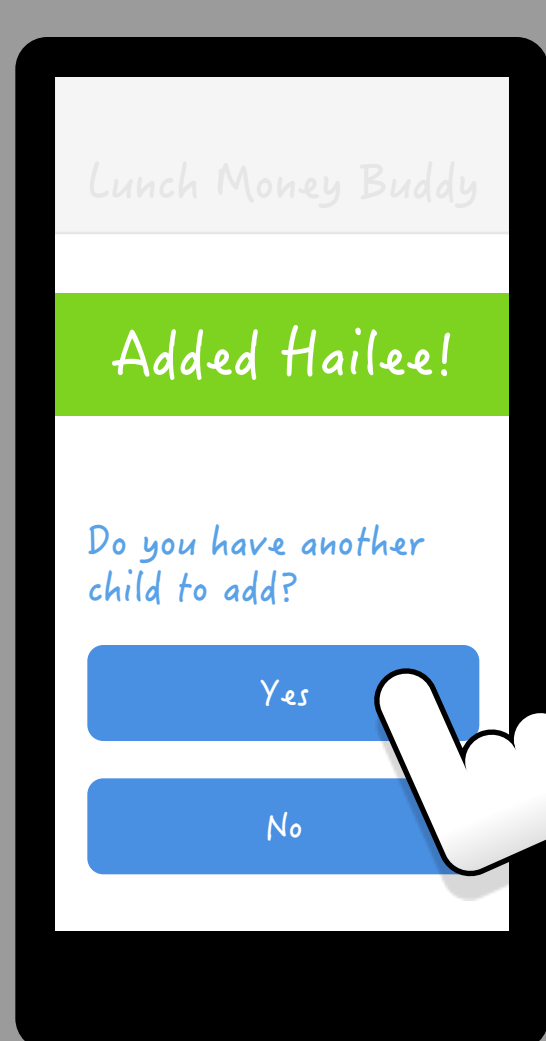 Lunch Money Buddy
Added Hailee!
Do you have another
child to add?
Yes
No